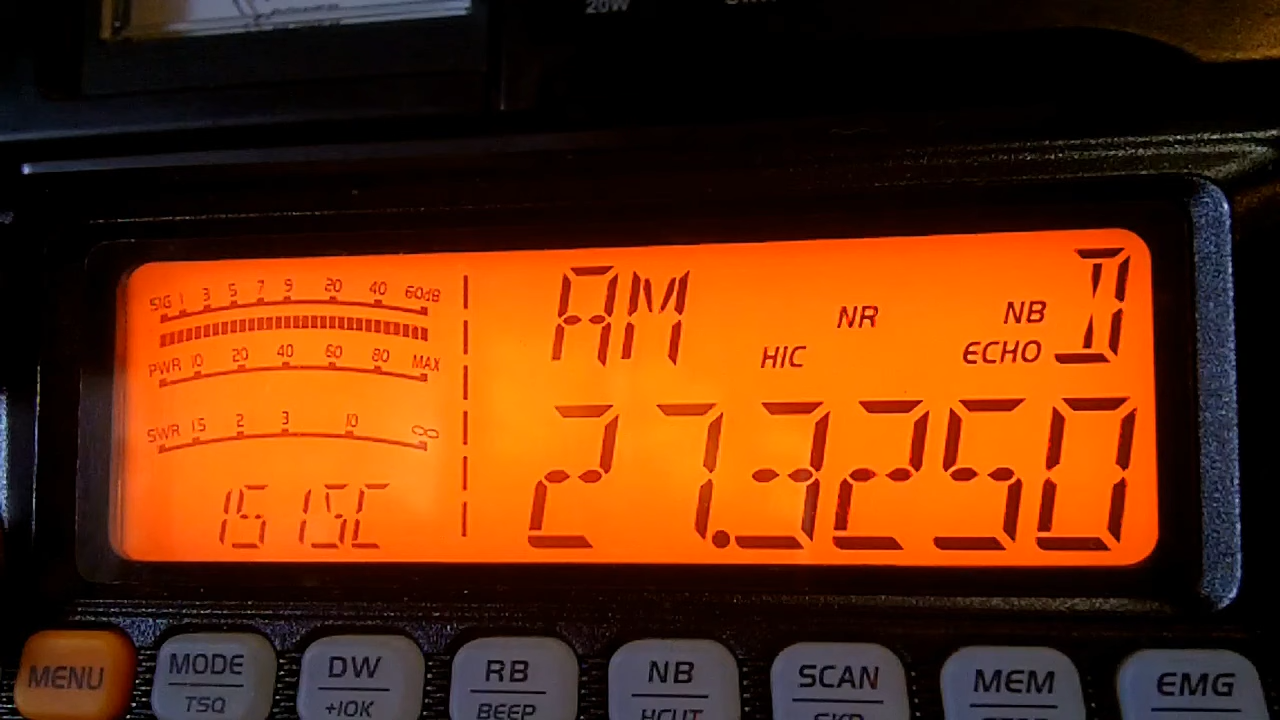 20W
SIG 1 3 5 7 9 20 40 60dB
PWR 10 20 40 60 80 MAX
SWR 1.5 2 3 10 ∞
AM NR NB D
HIC ECHO
27.3250
MENU MODE DW RB NB SCAN MEM EMG
TSQ +10K BEEP HCUT